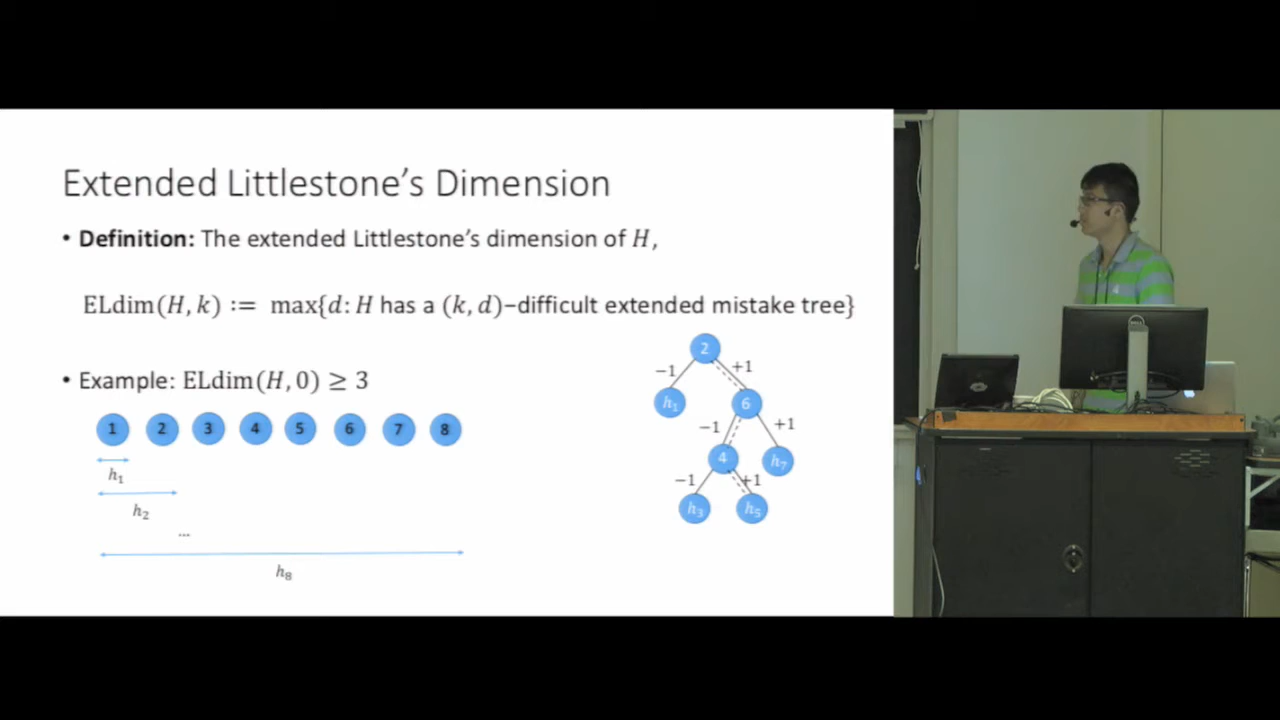 Extended Littlestone's Dimension
• Definition: The extended Littlestone's dimension of H,
ELdim(H, k) := max{d: H has a (k, d)−difficult extended mistake tree}
• Example: ELdim(H, 0) ≥ 3
1 2 3 4 5 6 7 8
h₁
h₂
...
h₈
2
−1 +1
h₁ 6
−1 +1
4 h₇
−1 +1
h₃ h₅